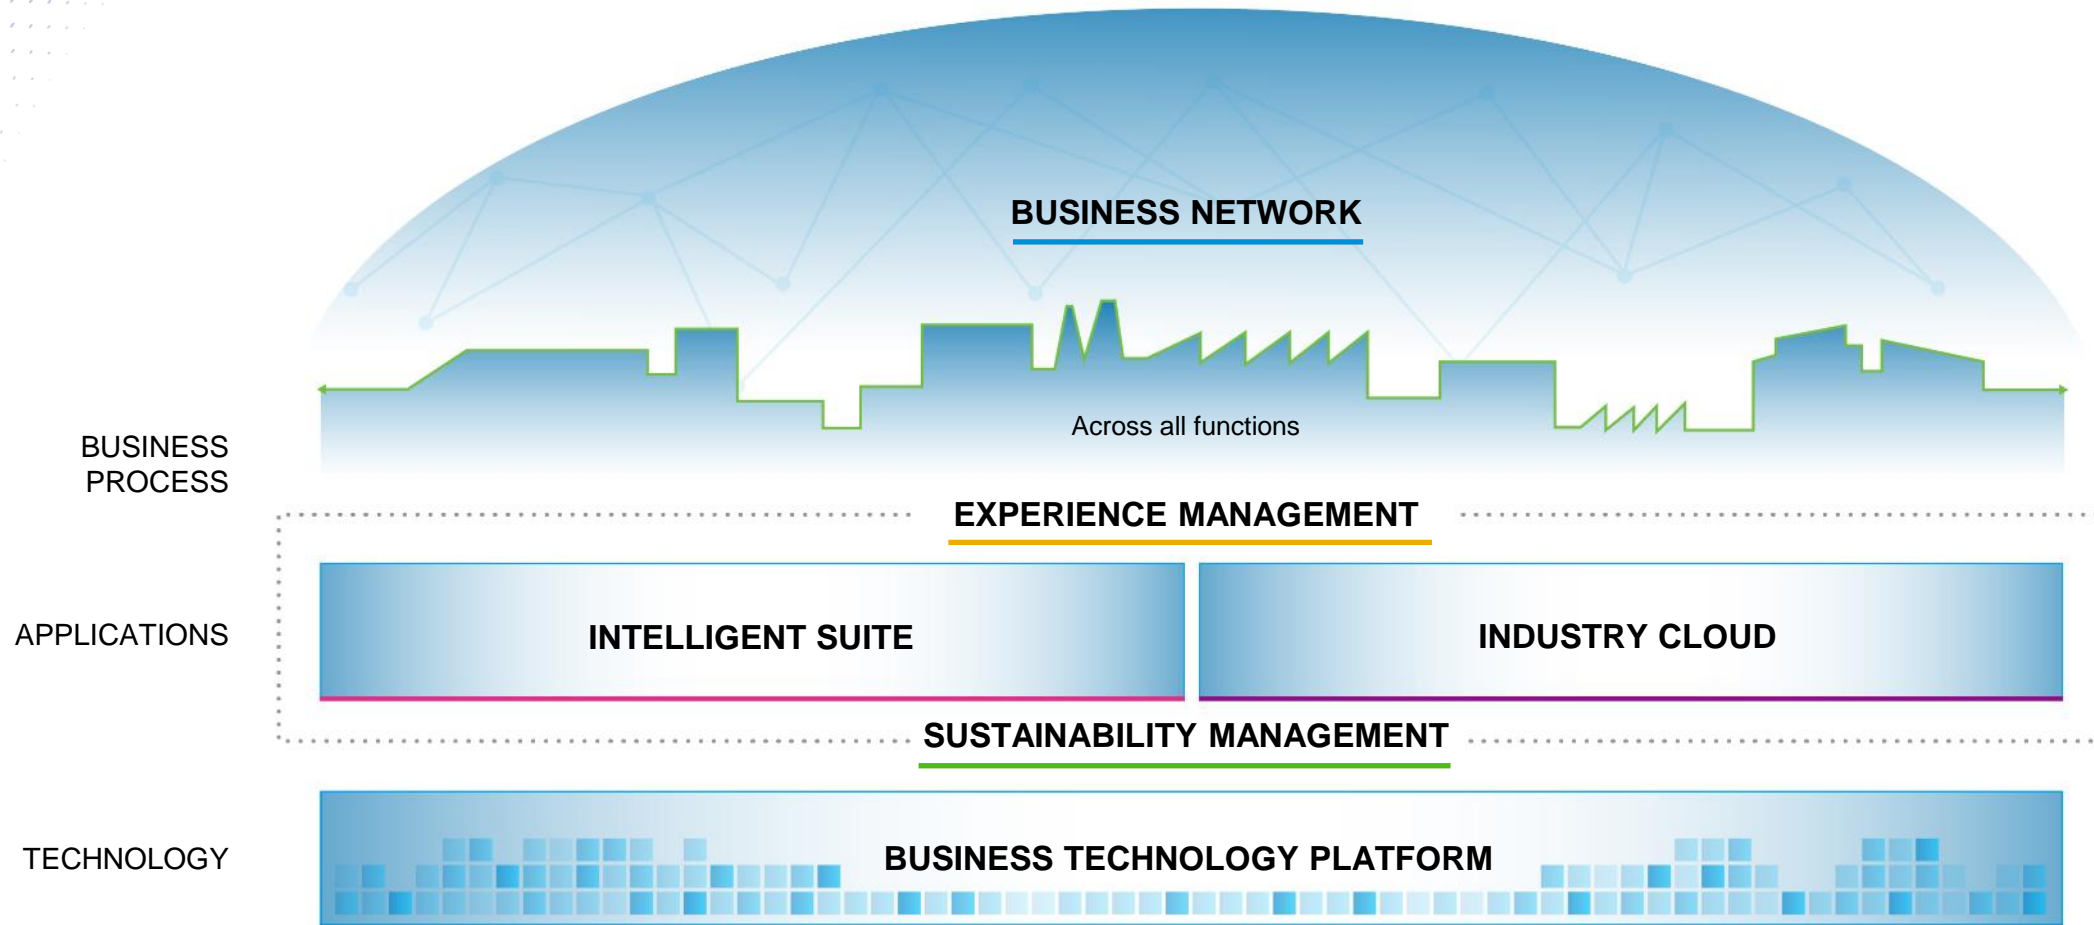 BUSINESS NETWORK
Across all functions
BUSINESS
PROCESS
EXPERIENCE MANAGEMENT
APPLICATIONS
INTELLIGENT SUITE
INDUSTRY CLOUD
SUSTAINABILITY MANAGEMENT
TECHNOLOGY
BUSINESS TECHNOLOGY PLATFORM